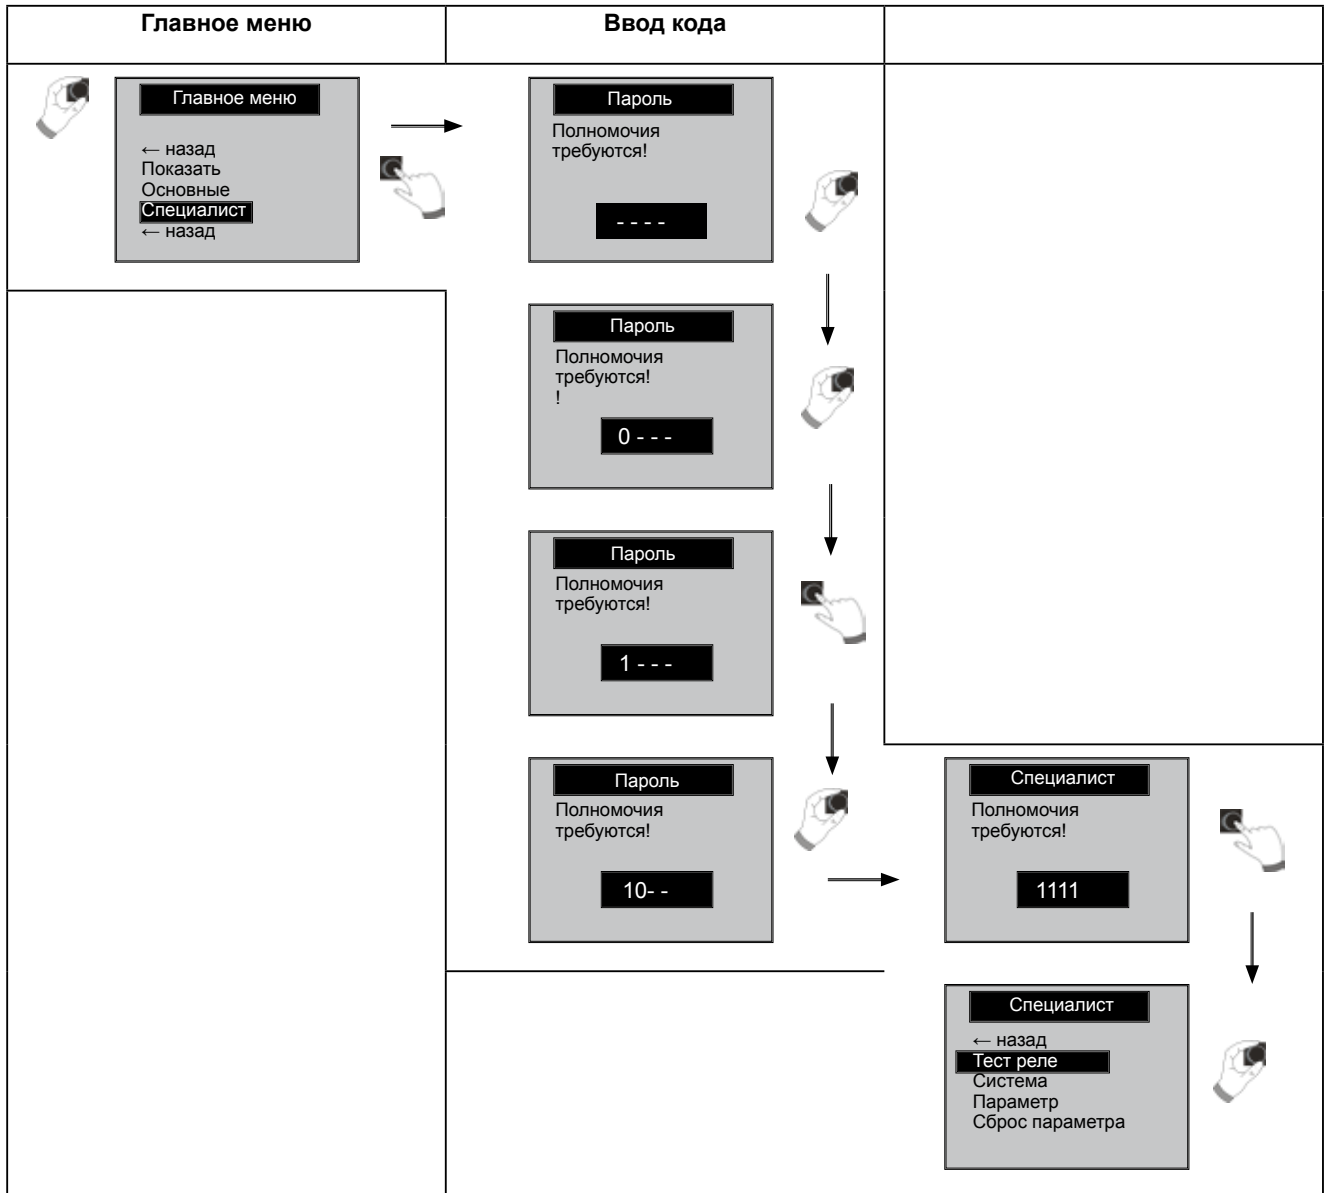 Главное меню
Ввод кода
Главное меню
← назад
Показать
Основные
Специалист
← назад
Пароль
Полномочия
требуются!
- - - -
Пароль
Полномочия
требуются!
!
0 - - -
Пароль
Полномочия
требуются!
1 - - -
Пароль
Полномочия
требуются!
10- -
Специалист
Полномочия
требуются!
1111
Специалист
← назад
Тест реле
Система
Параметр
Сброс параметра